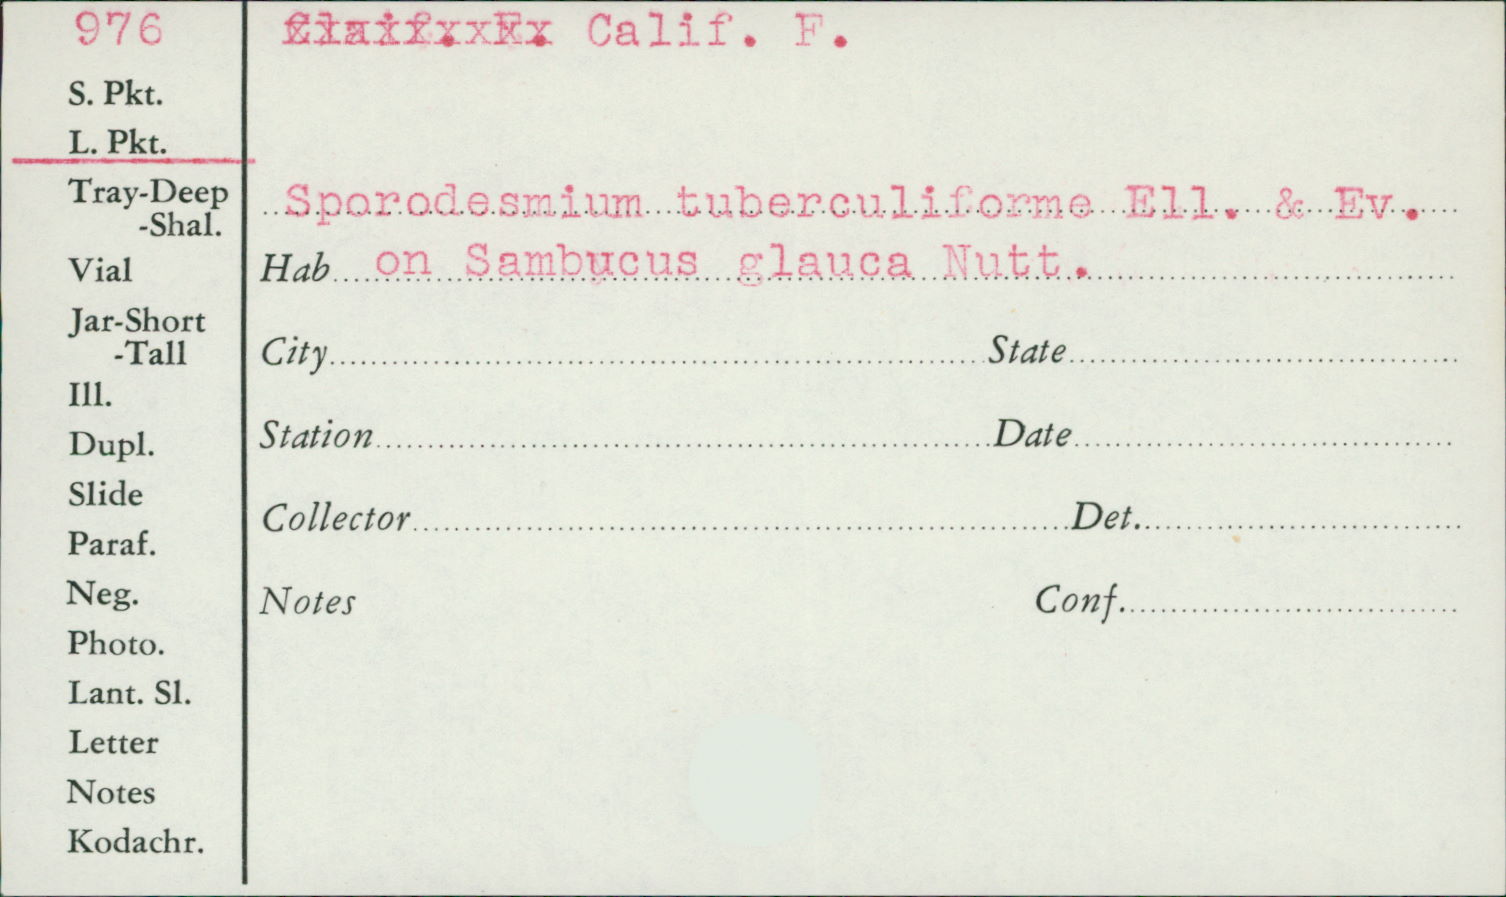 976
Calif. F.
S. Pkt.
L. Pkt.
Tray-Deep
-Shal.
Vial
Jar-Short
-Tall
Ill.
Dupl.
Slide
Paraf.
Neg.
Photo.
Lant. Sl.
Letter
Notes
Kodachr.
Sporodesmium tuberculiforme Ell. & Ev.
Hab. on Sambucus glauca Nutt.
City State
Station Date
Collector Det.
Notes Conf.